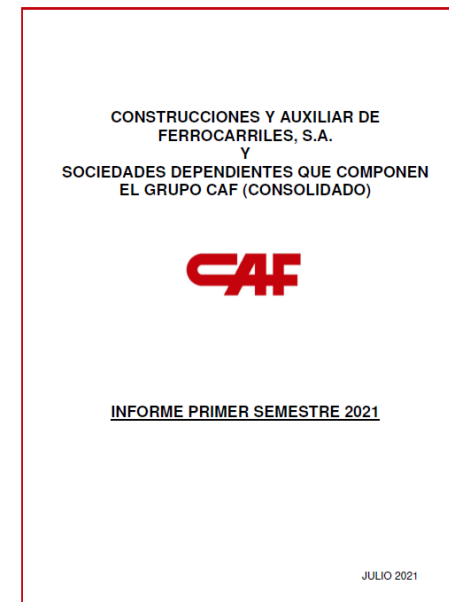 CONSTRUCCIONES Y AUXILIAR DE
FERROCARRILES, S.A.
Y
SOCIEDADES DEPENDIENTES QUE COMPONEN
EL GRUPO CAF (CONSOLIDADO)
CAF
INFORME PRIMER SEMESTRE 2021
JULIO 2021